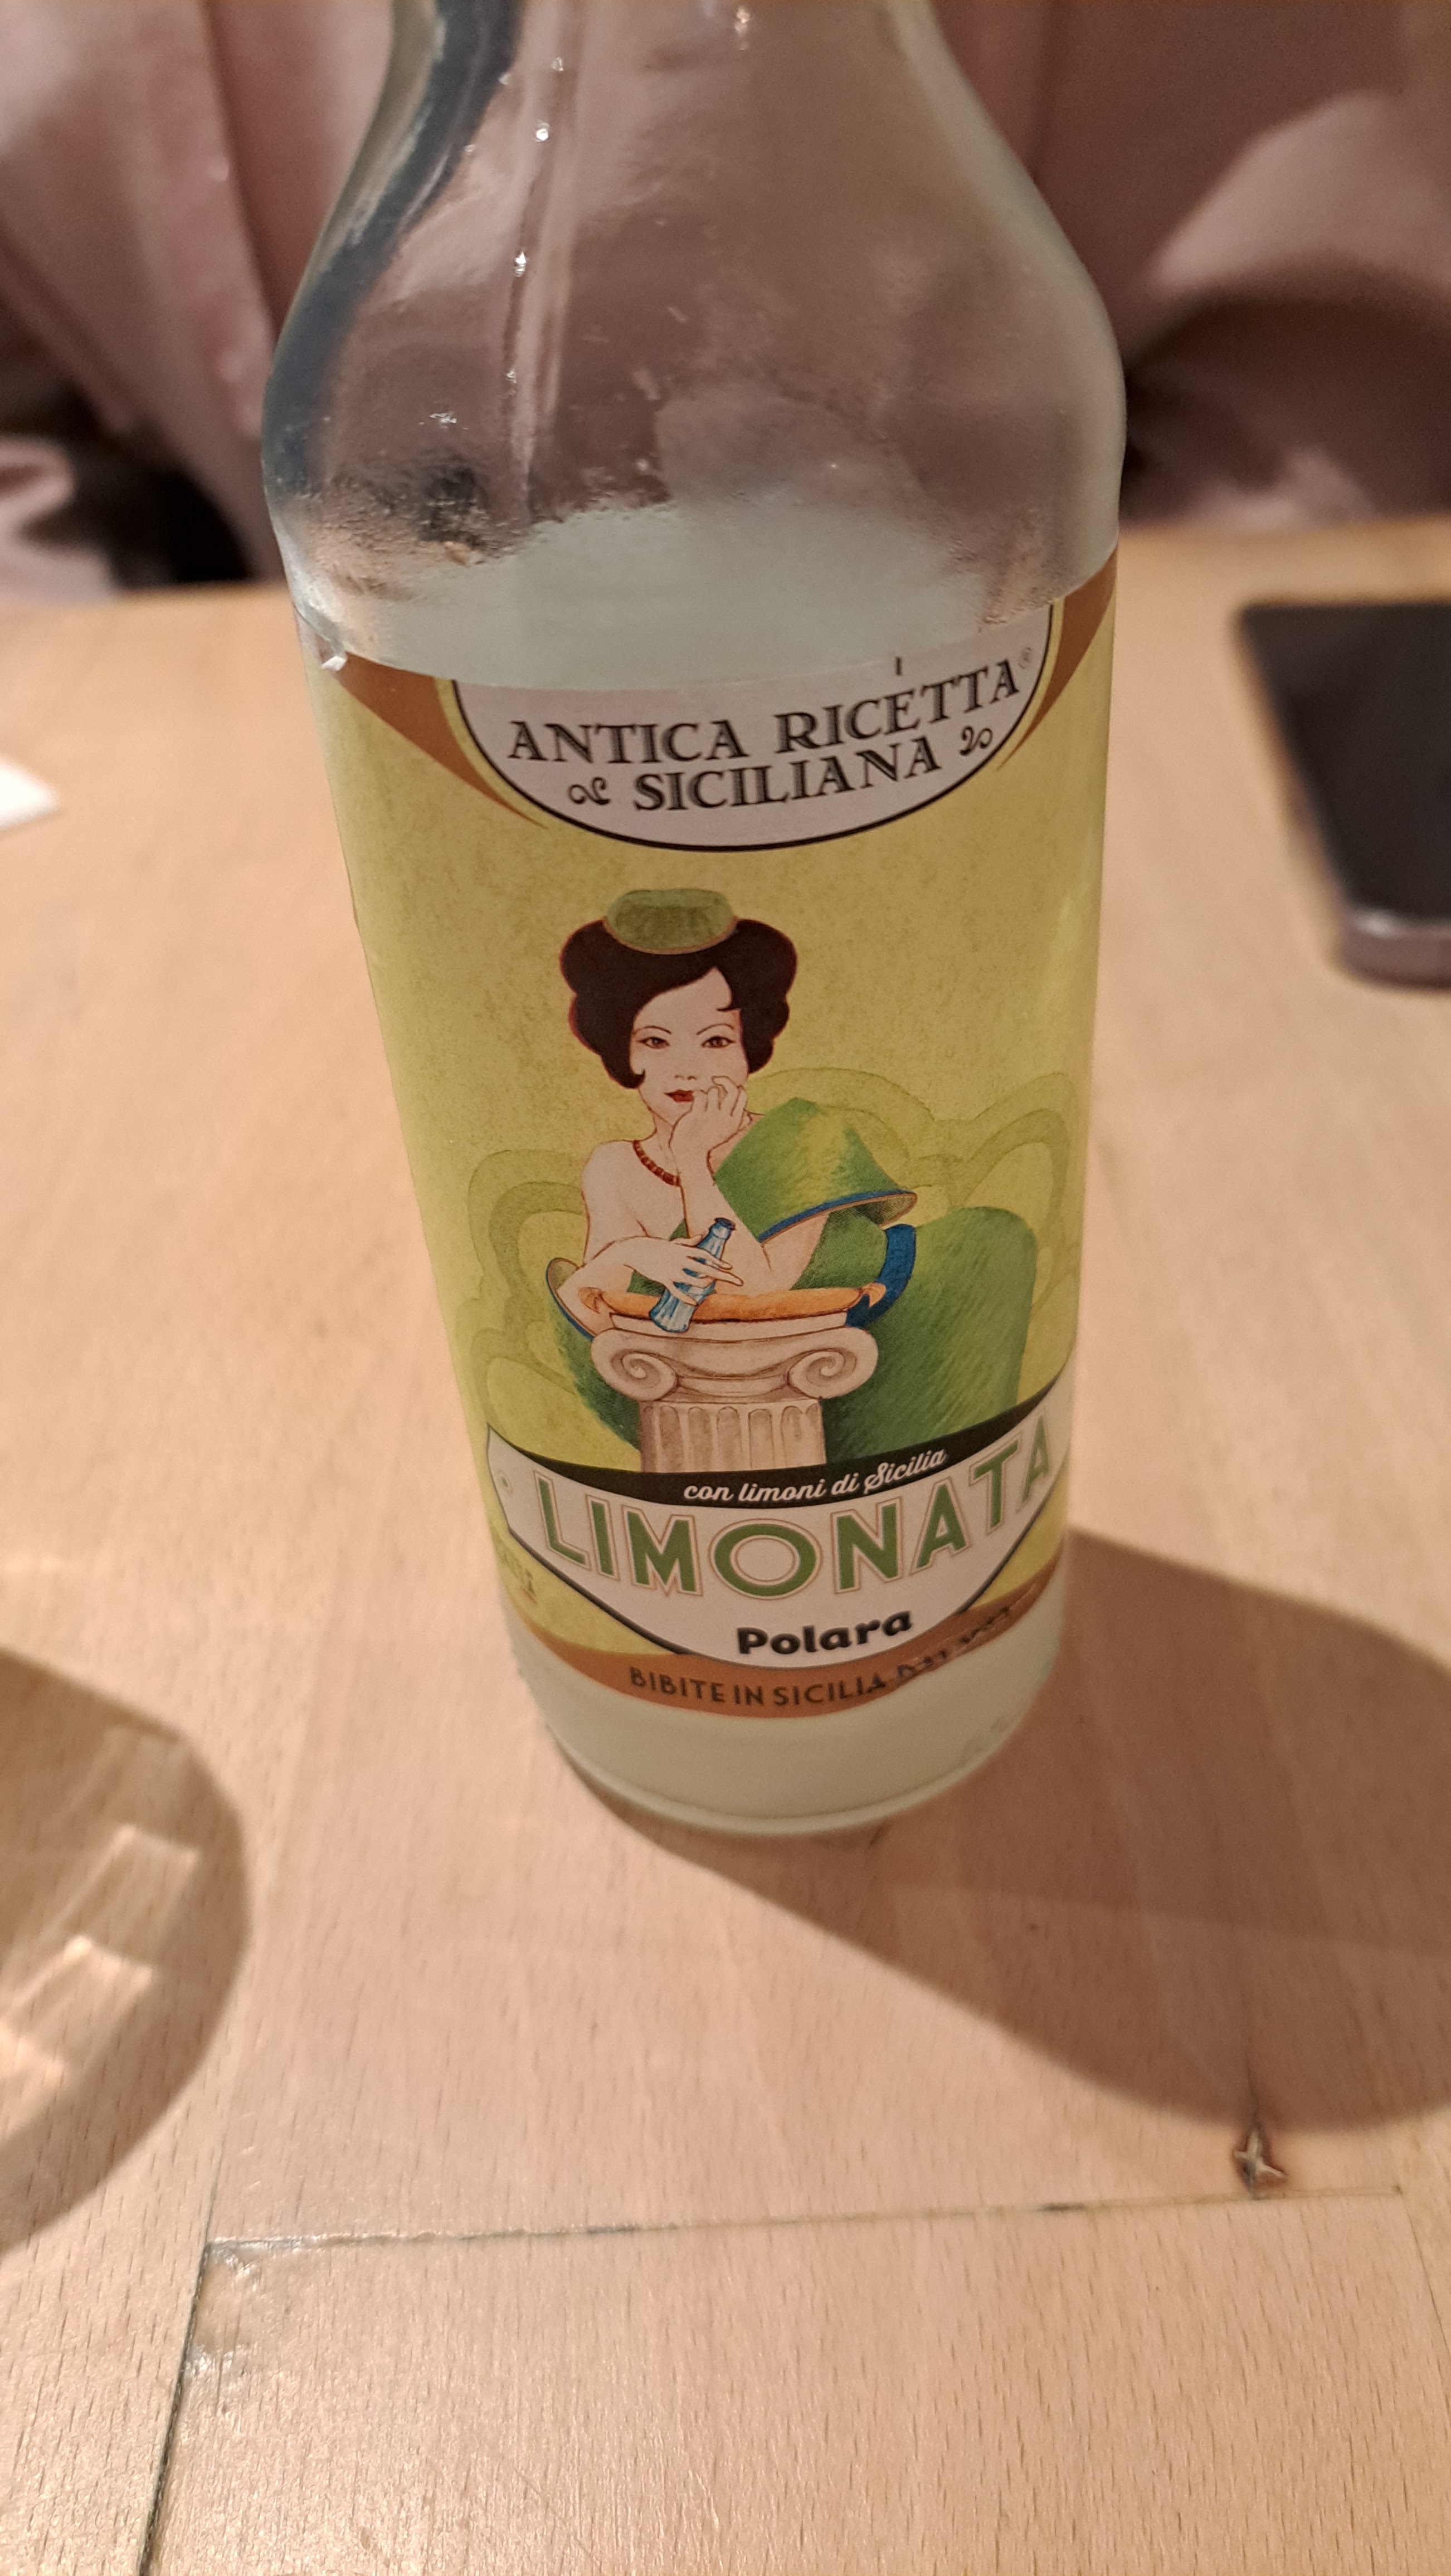 ANTICA RICETTA®
SICILIANA
con limoni di Sicilia
LIMONATA
Polara
BIBITE IN SICILIA